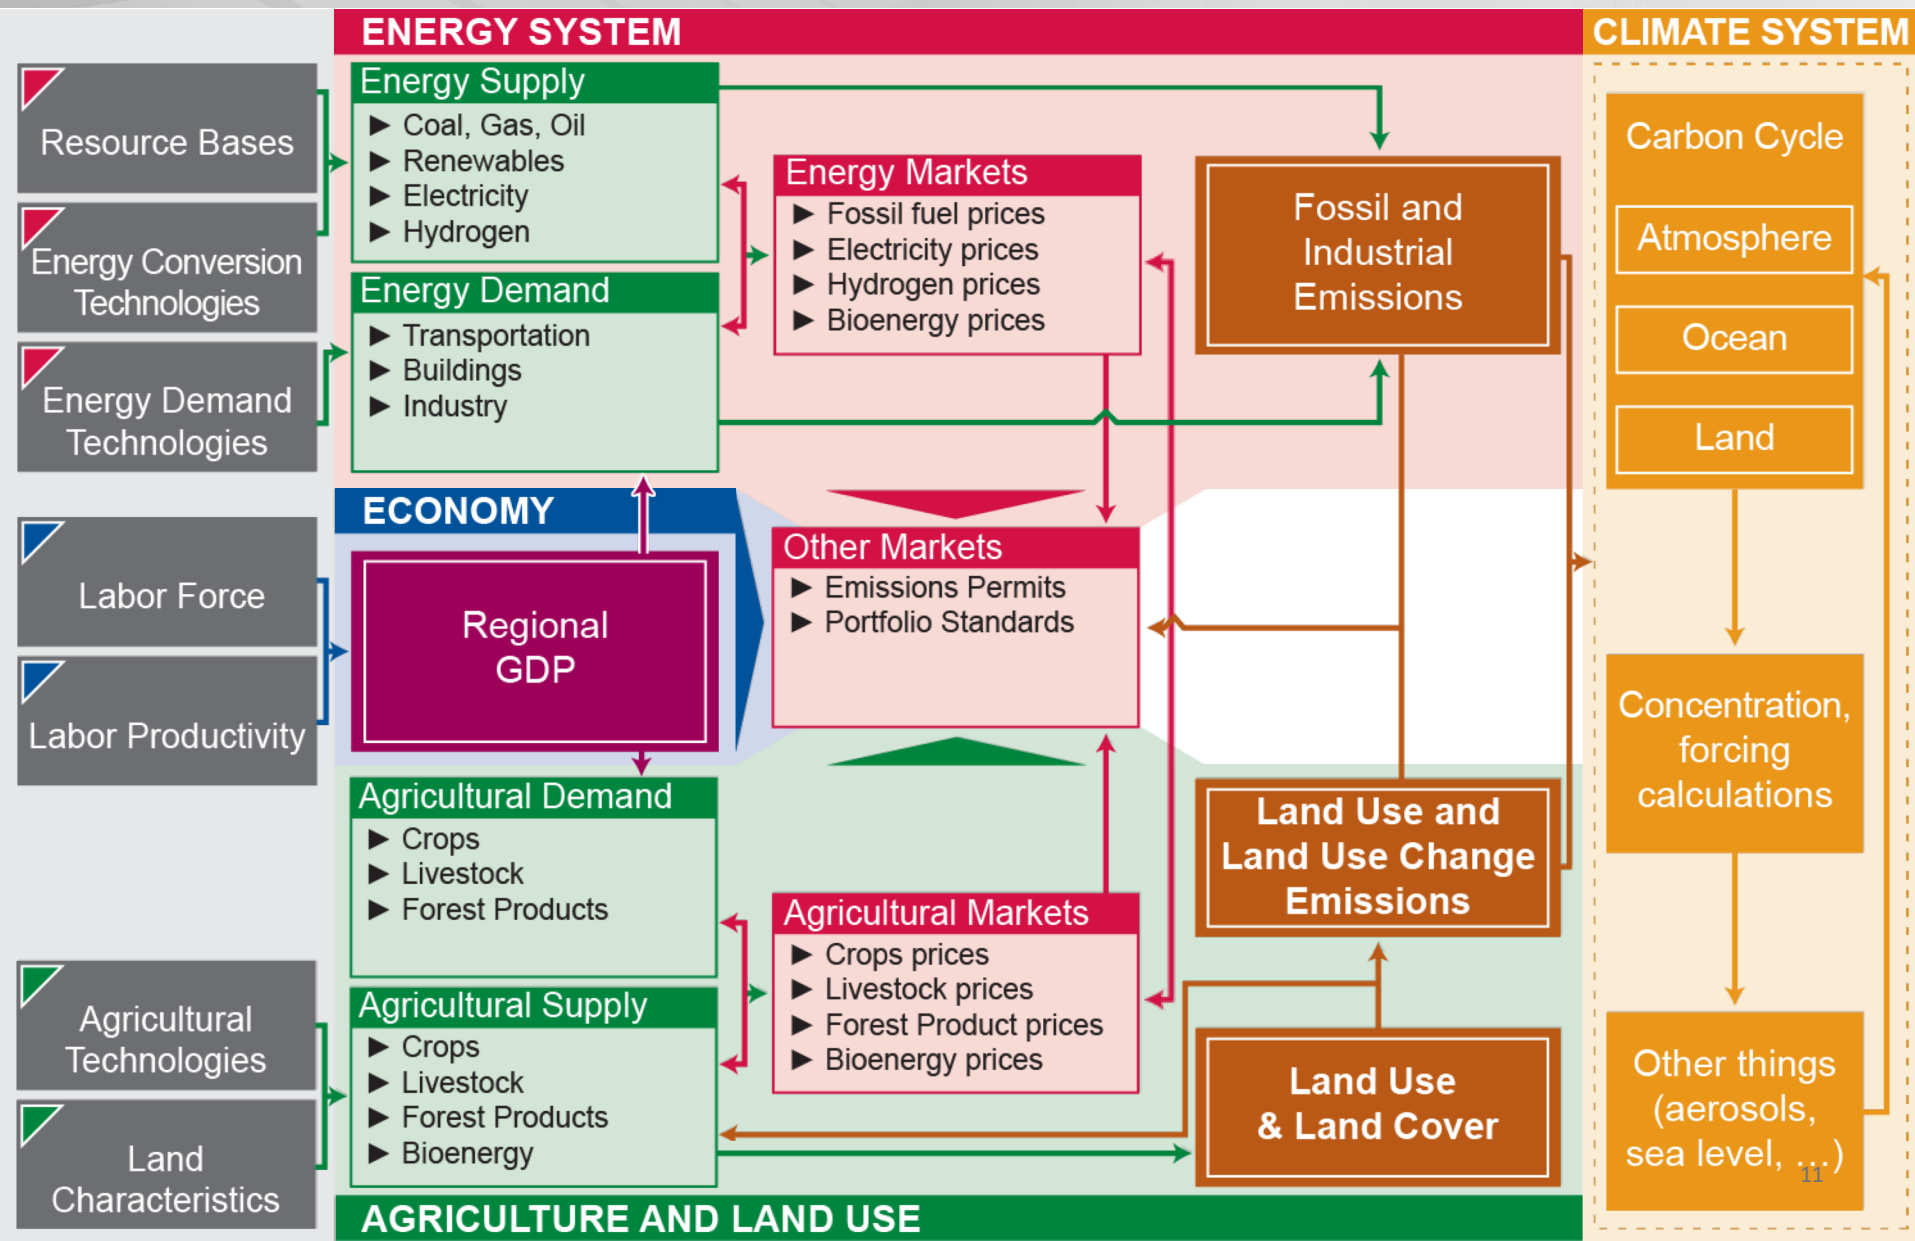 ENERGY SYSTEM
CLIMATE SYSTEM
Resource Bases
Energy Conversion
Technologies
Energy Demand
Technologies
Labor Force
Labor Productivity
Agricultural
Technologies
Land
Characteristics
Energy Supply
► Coal, Gas, Oil
► Renewables
► Electricity
► Hydrogen
Energy Demand
► Transportation
► Buildings
► Industry
Energy Markets
► Fossil fuel prices
► Electricity prices
► Hydrogen prices
► Bioenergy prices
Fossil and
Industrial
Emissions
ECONOMY
Regional
GDP
Other Markets
► Emissions Permits
► Portfolio Standards
Agricultural Demand
► Crops
► Livestock
► Forest Products
Agricultural Supply
► Crops
► Livestock
► Forest Products
► Bioenergy
Agricultural Markets
► Crops prices
► Livestock prices
► Forest Product prices
► Bioenergy prices
Land Use and
Land Use Change
Emissions
Land Use
& Land Cover
AGRICULTURE AND LAND USE
Carbon Cycle
Atmosphere
Ocean
Land
Concentration,
forcing
calculations
Other things
(aerosols,
sea level, ...)
11